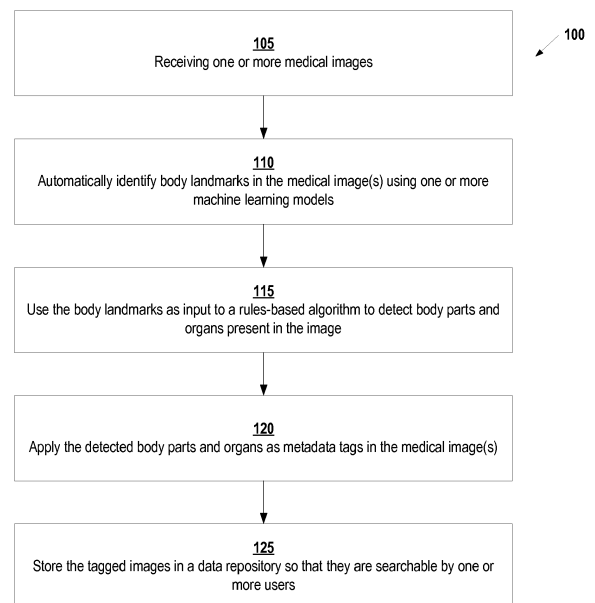 100
105
Receiving one or more medical images
110
Automatically identify body landmarks in the medical image(s) using one or more
machine learning models
115
Use the body landmarks as input to a rules-based algorithm to detect body parts and
organs present in the image
120
Apply the detected body parts and organs as metadata tags in the medical image(s)
125
Store the tagged images in a data repository so that they are searchable by one or
more users